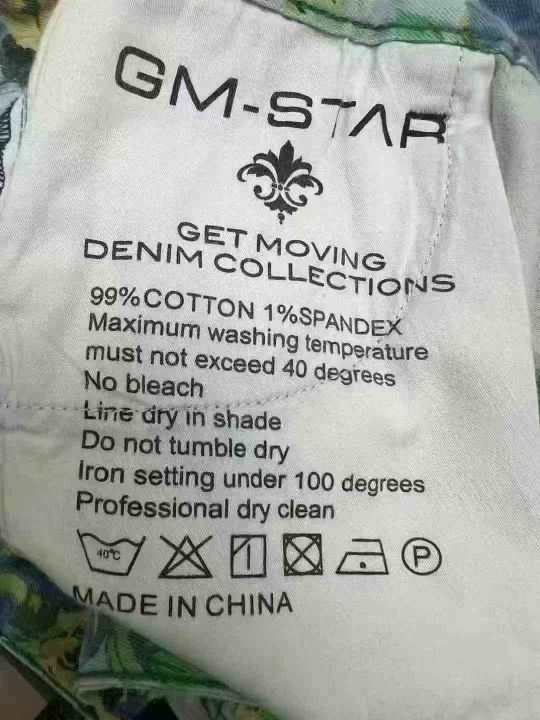 GM-STAR
GET MOVING
DENIM COLLECTIONS
99%COTTON 1%SPANDEX
Maximum washing temperature
must not exceed 40 degrees
No bleach
Line dry in shade
Do not tumble dry
Iron setting under 100 degrees
Professional dry clean
40℃ P
MADE IN CHINA